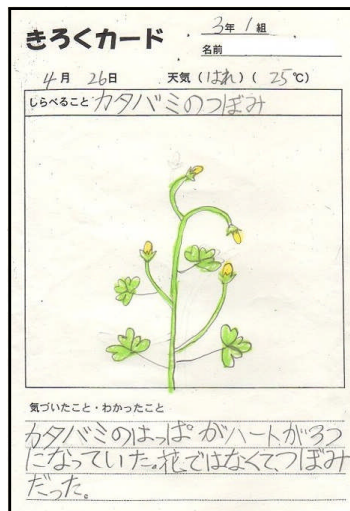 きろくカード
3年 1組
名前
4月 26日 天気(はれ)( 25℃)
しらべること カタバミのつぼみ
気づいたこと・わかったこと
カタバミのはっぱがハートが3つ
になっていた。花ではなくてつぼみ
だった。